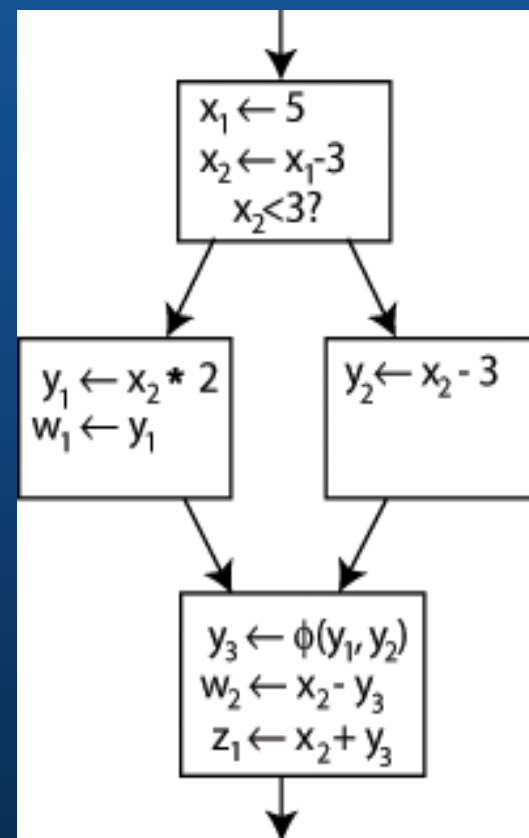 x₁ ← 5
x₂ ← x₁-3
x₂<3?
y₁ ← x₂ * 2
w₁ ← y₁
y₂ ← x₂ - 3
y₃ ← ϕ(y₁, y₂)
w₂ ← x₂ - y₃
z₁ ← x₂ + y₃